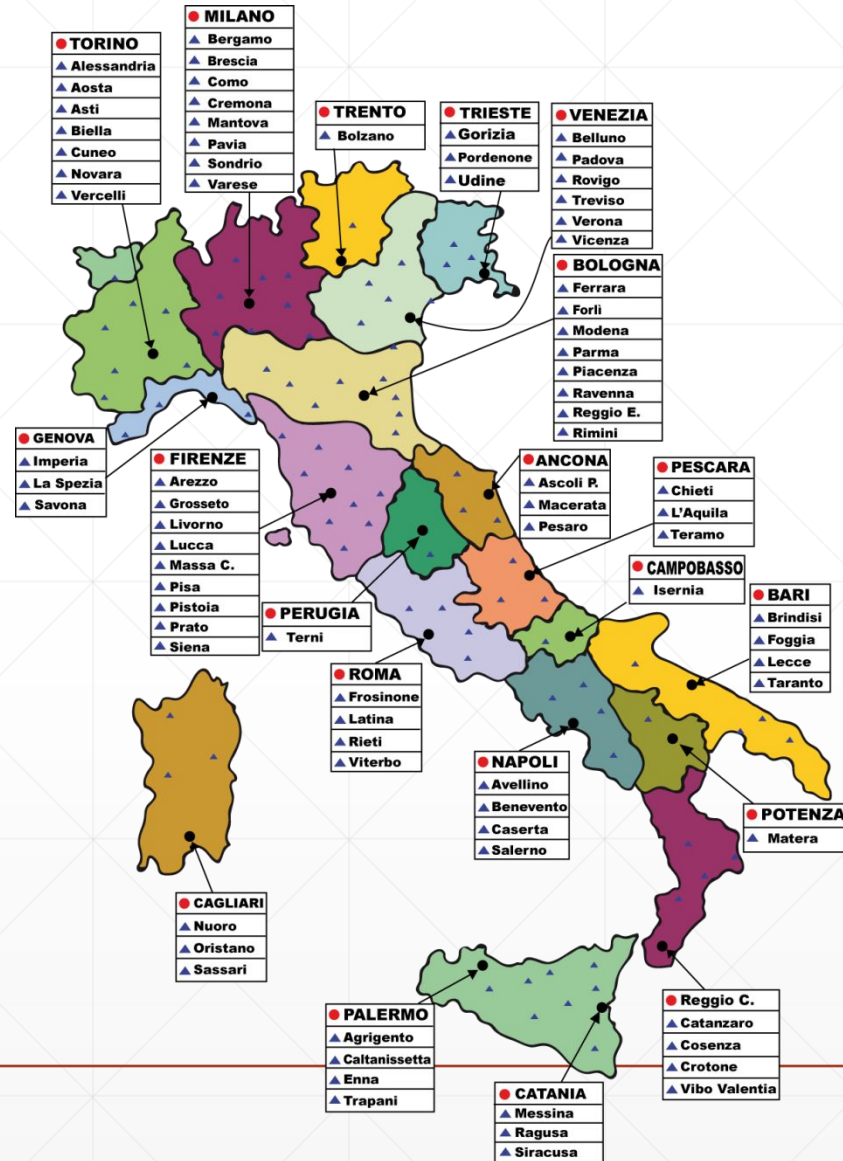 TORINO
Alessandria
Aosta
Asti
Biella
Cuneo
Novara
Vercelli
MILANO
Bergamo
Brescia
Como
Cremona
Mantova
Pavia
Sondrio
Varese
TRENTO
Bolzano
TRIESTE
Gorizia
Pordenone
Udine
VENEZIA
Belluno
Padova
Rovigo
Treviso
Verona
Vicenza
BOLOGNA
Ferrara
Forlì
Modena
Parma
Piacenza
Ravenna
Reggio E.
Rimini
GENOVA
Imperia
La Spezia
Savona
FIRENZE
Arezzo
Grosseto
Livorno
Lucca
Massa C.
Pisa
Pistoia
Prato
Siena
ANCONA
Ascoli P.
Macerata
Pesaro
PESCARA
Chieti
L'Aquila
Teramo
CAMPOBASSO
Isernia
BARI
Brindisi
Foggia
Lecce
Taranto
PERUGIA
Terni
ROMA
Frosinone
Latina
Rieti
Viterbo
NAPOLI
Avellino
Benevento
Caserta
Salerno
POTENZA
Matera
CAGLIARI
Nuoro
Oristano
Sassari
PALERMO
Agrigento
Caltanissetta
Enna
Trapani
CATANIA
Messina
Ragusa
Siracusa
Reggio C.
Catanzaro
Cosenza
Crotone
Vibo Valentia